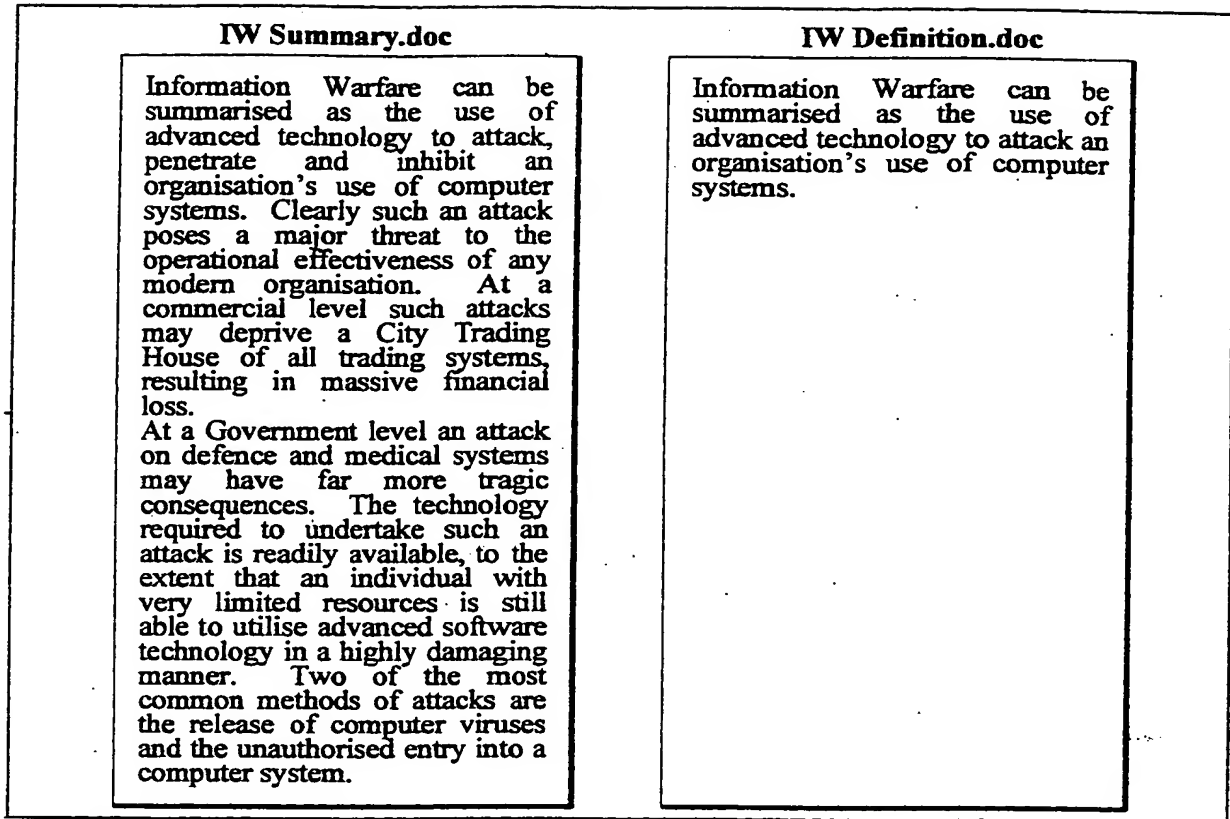 IW Summary.doc
Information Warfare can be
summarised as the use of
advanced technology to attack,
penetrate and inhibit an
organisation's use of computer
systems. Clearly such an attack
poses a major threat to the
operational effectiveness of any
modern organisation. At a
commercial level such attacks
may deprive a City Trading
House of all trading systems,
resulting in massive financial
loss.
At a Government level an attack
on defence and medical systems
may have far more tragic
consequences. The technology
required to undertake such an
attack is readily available, to the
extent that an individual with
very limited resources is still
able to utilise advanced software
technology in a highly damaging
manner. Two of the most
common methods of attacks are
the release of computer viruses
and the unauthorised entry into a
computer system.
IW Definition.doc
Information Warfare can be
summarised as the use of
advanced technology to attack an
organisation's use of computer
systems.